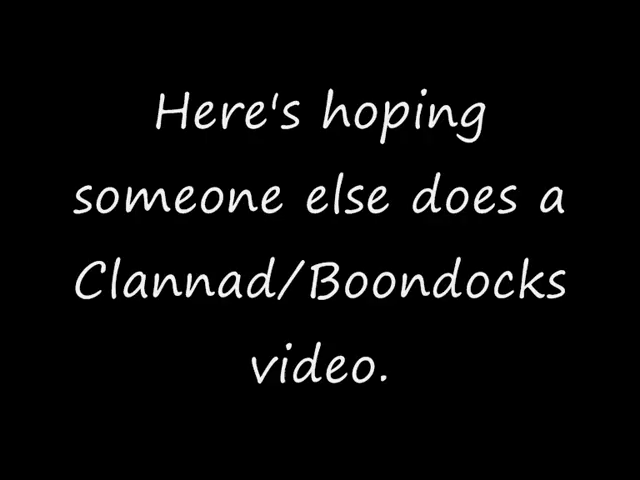 Here's hoping
someone else does a
Clannad/Boondocks
video.